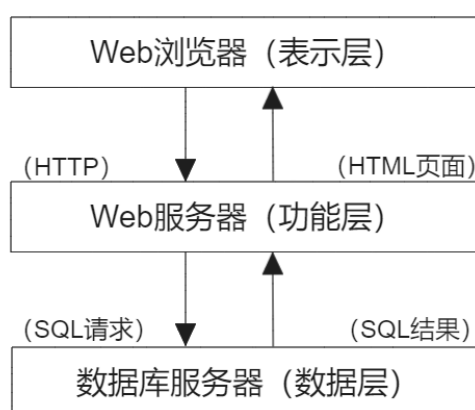 Web浏览器（表示层）
（HTTP）
（HTML页面）
Web服务器（功能层）
（SQL请求）
（SQL结果）
数据库服务器（数据层）